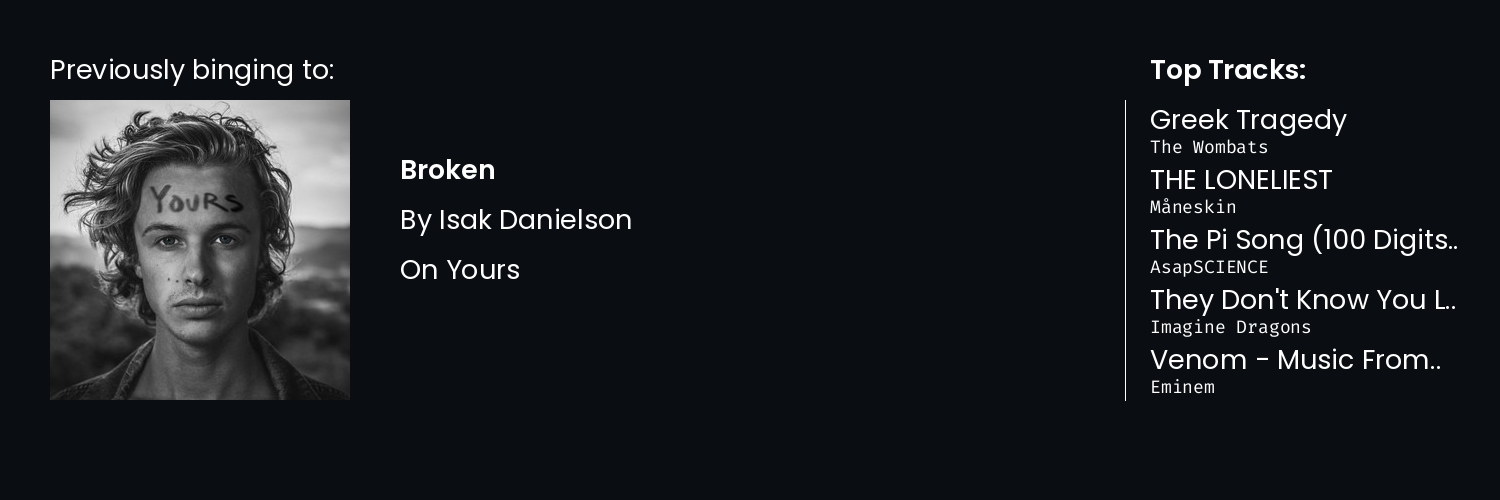 Previously binging to:
YOURS
Broken
By Isak Danielson
On Yours
Top Tracks:
Greek Tragedy
The Wombats
THE LONELIEST
Måneskin
The Pi Song (100 Digits..
AsapSCIENCE
They Don't Know You L..
Imagine Dragons
Venom - Music From..
Eminem